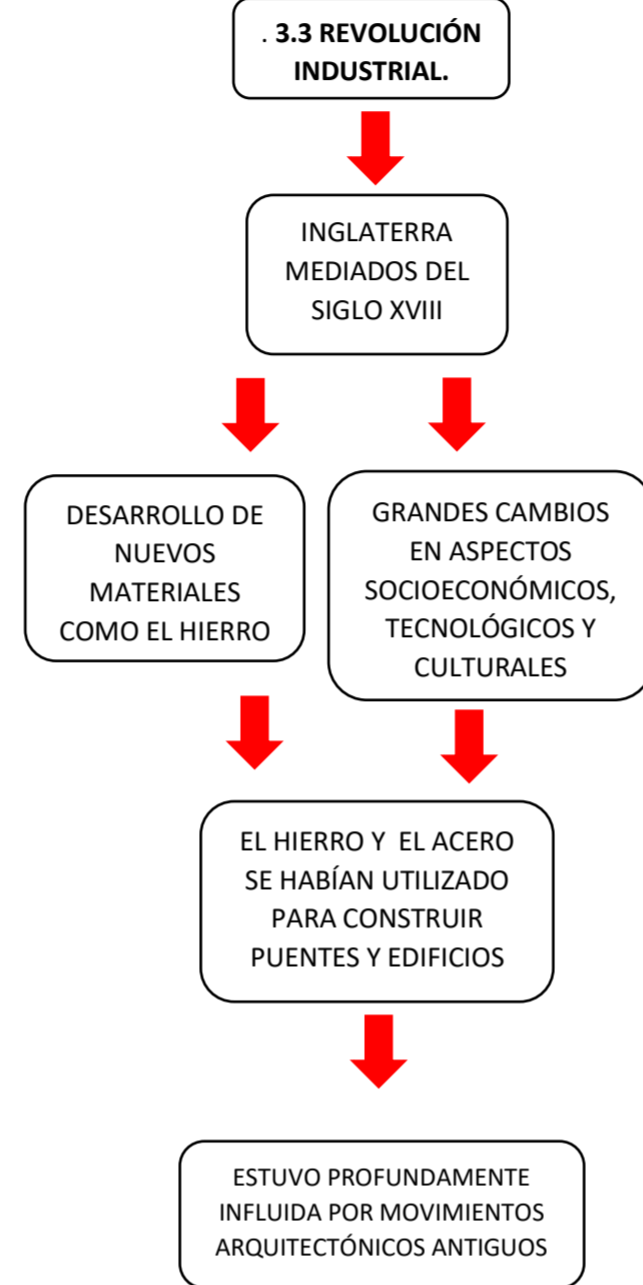 . 3.3 REVOLUCIÓN
INDUSTRIAL.
INGLATERRA
MEDIADOS DEL
SIGLO XVIII
DESARROLLO DE
NUEVOS
MATERIALES
COMO EL HIERRO
GRANDES CAMBIOS
EN ASPECTOS
SOCIOECONÓMICOS,
TECNOLÓGICOS Y
CULTURALES
EL HIERRO Y EL ACERO
SE HABÍAN UTILIZADO
PARA CONSTRUIR
PUENTES Y EDIFICIOS
ESTUVO PROFUNDAMENTE
INFLUIDA POR MOVIMIENTOS
ARQUITECTÓNICOS ANTIGUOS